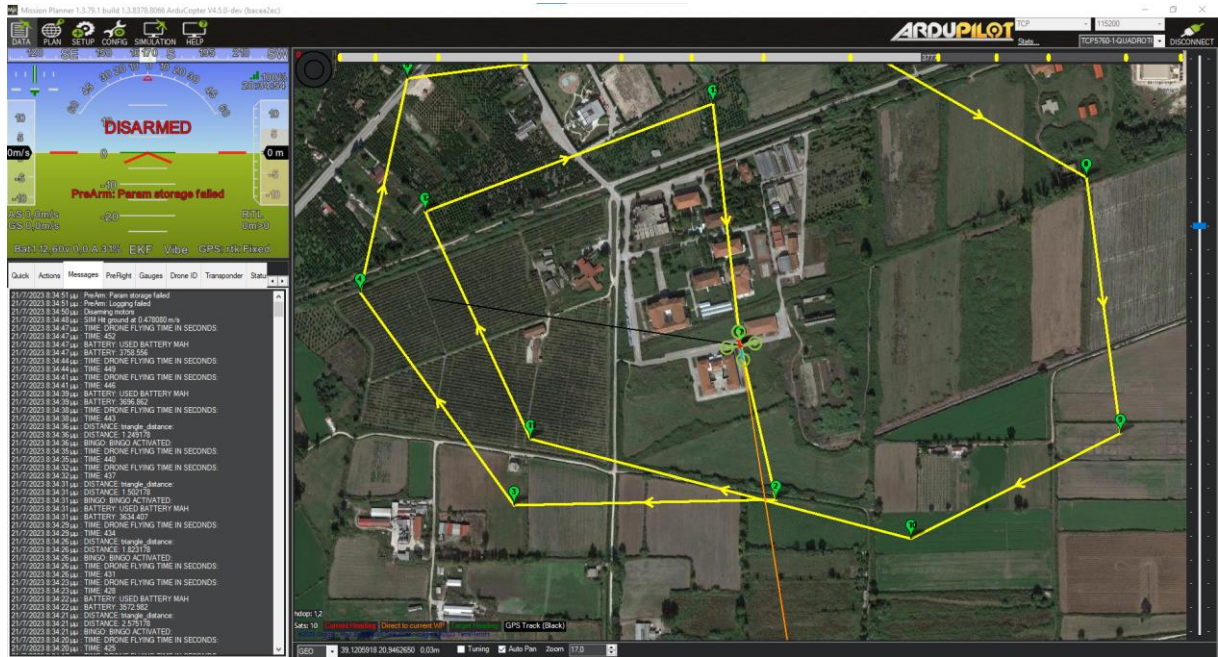 Mission Planner 1.3.79.1 build 1.3.8378.8068 ArduCopter V4.5.0-dev (bacea2ec)
DATA PLAN SETUP CONFIG SIMULATION HELP
ARDUPILOT
TCP 115200
Stats...
TCP5760-1-QUADROT
DISCONNECT
SE 150 170 S 195 210 SW
100%
DISARMED
0m/s
0 m
PreArm: Param storage failed
AS 0,0m/s
GS 0,0m/s
RTL
0m>0
Bat1 12,60v 0,0 A 31% EKF Vibe GPS: rtk Fixed
Quick Actions Messages PreFlight Gauges Drone ID Transponder Statu
21/7/2023 8:34:51 μμ : PreArm: Param storage failed
21/7/2023 8:34:51 μμ : PreArm: Logging failed
21/7/2023 8:34:50 μμ : Disarming motors
21/7/2023 8:34:48 μμ : SIM Hit ground at 0.478080 m/s
21/7/2023 8:34:47 μμ : TIME: DRONE FLYING TIME IN SECONDS:
21/7/2023 8:34:47 μμ : TIME: 452
21/7/2023 8:34:47 μμ : BATTERY: USED BATTERY MAH
21/7/2023 8:34:47 μμ : BATTERY: 3758.556
21/7/2023 8:34:44 μμ : TIME: DRONE FLYING TIME IN SECONDS:
21/7/2023 8:34:44 μμ : TIME: 449
21/7/2023 8:34:41 μμ : TIME: DRONE FLYING TIME IN SECONDS:
21/7/2023 8:34:41 μμ : TIME: 446
21/7/2023 8:34:39 μμ : BATTERY: USED BATTERY MAH
21/7/2023 8:34:39 μμ : BATTERY: 3696.862
21/7/2023 8:34:38 μμ : TIME: DRONE FLYING TIME IN SECONDS:
21/7/2023 8:34:38 μμ : TIME: 443
21/7/2023 8:34:36 μμ : DISTANCE: triangle_distance:
21/7/2023 8:34:36 μμ : DISTANCE: 1.249178
21/7/2023 8:34:36 μμ : BINGO: BINGO ACTIVATED:
21/7/2023 8:34:35 μμ : TIME: DRONE FLYING TIME IN SECONDS:
21/7/2023 8:34:35 μμ : TIME: 440
21/7/2023 8:34:32 μμ : TIME: DRONE FLYING TIME IN SECONDS:
21/7/2023 8:34:32 μμ : TIME: 437
21/7/2023 8:34:31 μμ : DISTANCE: triangle_distance:
21/7/2023 8:34:31 μμ : DISTANCE: 1.502178
21/7/2023 8:34:31 μμ : BINGO: BINGO ACTIVATED:
21/7/2023 8:34:31 μμ : BATTERY: USED BATTERY MAH
21/7/2023 8:34:31 μμ : BATTERY: 3634.407
21/7/2023 8:34:29 μμ : TIME: DRONE FLYING TIME IN SECONDS:
21/7/2023 8:34:29 μμ : TIME: 434
21/7/2023 8:34:26 μμ : DISTANCE: triangle_distance:
21/7/2023 8:34:26 μμ : DISTANCE: 1.823178
21/7/2023 8:34:26 μμ : BINGO: BINGO ACTIVATED:
21/7/2023 8:34:26 μμ : TIME: DRONE FLYING TIME IN SECONDS:
21/7/2023 8:34:26 μμ : TIME: 431
21/7/2023 8:34:23 μμ : TIME: DRONE FLYING TIME IN SECONDS:
21/7/2023 8:34:23 μμ : TIME: 428
21/7/2023 8:34:22 μμ : BATTERY: USED BATTERY MAH
21/7/2023 8:34:22 μμ : BATTERY: 3572.982
21/7/2023 8:34:21 μμ : DISTANCE: triangle_distance:
21/7/2023 8:34:21 μμ : DISTANCE: 2.575178
21/7/2023 8:34:21 μμ : BINGO: BINGO ACTIVATED:
21/7/2023 8:34:20 μμ : TIME: DRONE FLYING TIME IN SECONDS:
21/7/2023 8:34:20 μμ : TIME: 425
3777
4
3
2
9
10
hdop: 1,2
Sats: 10 Current Heading Direct to current WP Target Heading GPS Track (Black)
GEO 39.1205918 20.9462650 0,03m Tuning Auto Pan Zoom 17,0